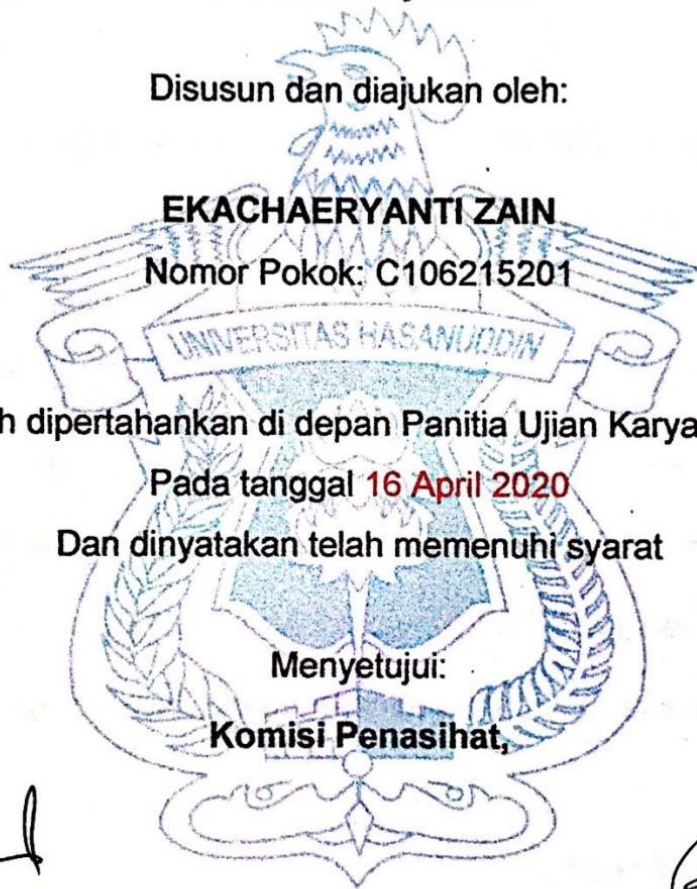 Disusun dan diajukan oleh:
EKACHAERYANTI ZAIN
Nomor Pokok: C106215201
UNIVERSITAS HASANUDDIN
h dipertahankan di depan Panitia Ujian Karya
Pada tanggal 16 April 2020
Dan dinyatakan telah memenuhi syarat
Menyetujui:
Komisi Penasihat,